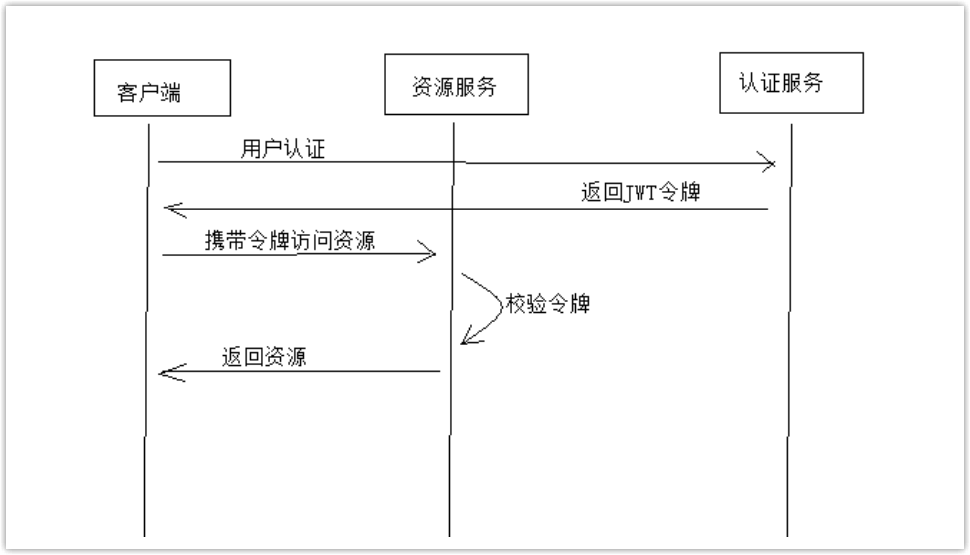 客户端
资源服务
认证服务
用户认证
返回JWT令牌
携带令牌访问资源
校验令牌
返回资源